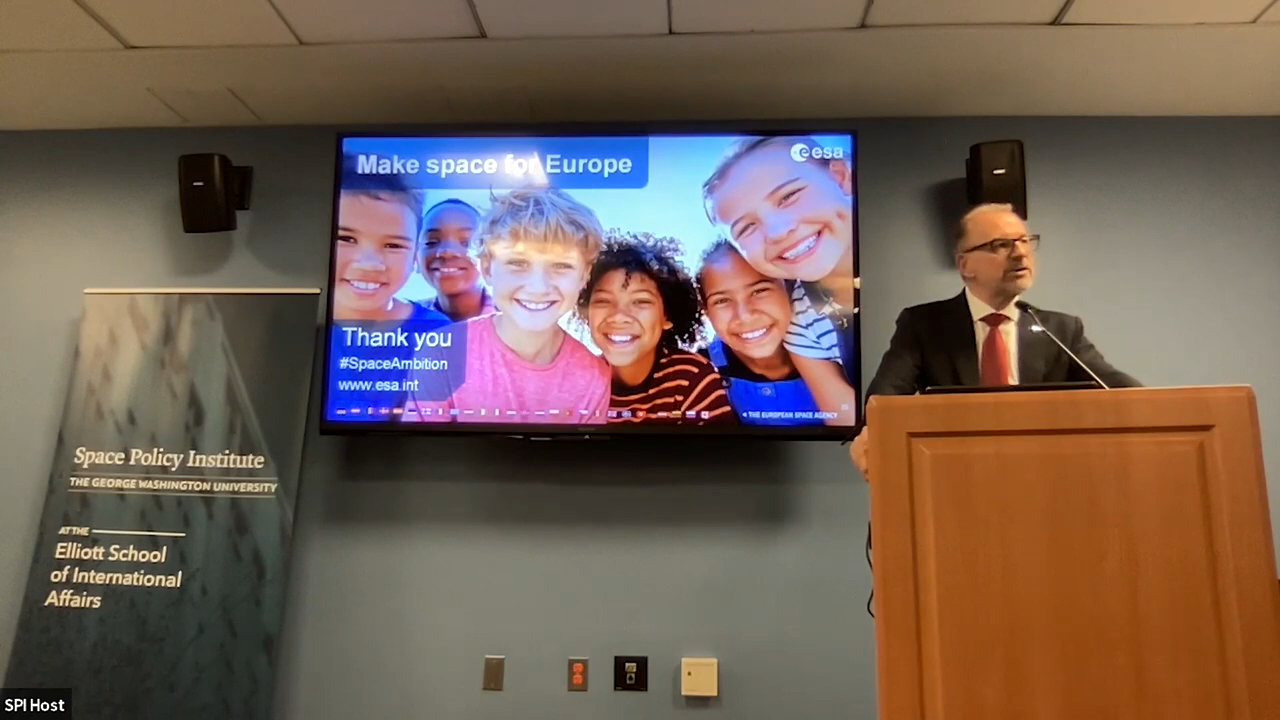 Make space for Europe
esa
Thank you
#SpaceAmbition
www.esa.int
THE EUROPEAN SPACE AGENCY
Space Policy Institute
THE GEORGE WASHINGTON UNIVERSITY
AT THE
Elliott School
of International
Affairs
SPI Host